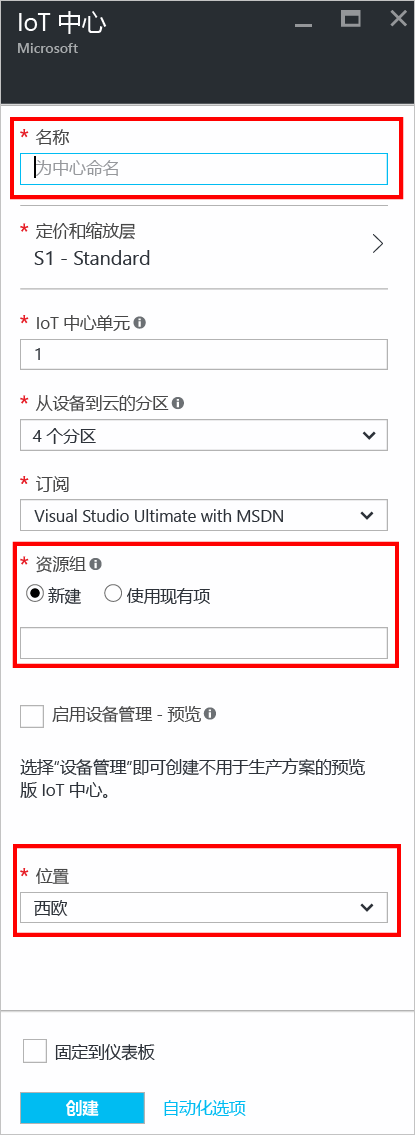 IoT 中心
Microsoft
* 名称
为中心命名
* 定价和缩放层
S1 - Standard
* IoT 中心单元
1
* 从设备到云的分区
4 个分区
* 订阅
Visual Studio Ultimate with MSDN
* 资源组
新建 使用现有项
启用设备管理 - 预览
选择“设备管理”即可创建不用于生产方案的预览
版 IoT 中心。
* 位置
西欧
固定到仪表板
创建 自动化选项